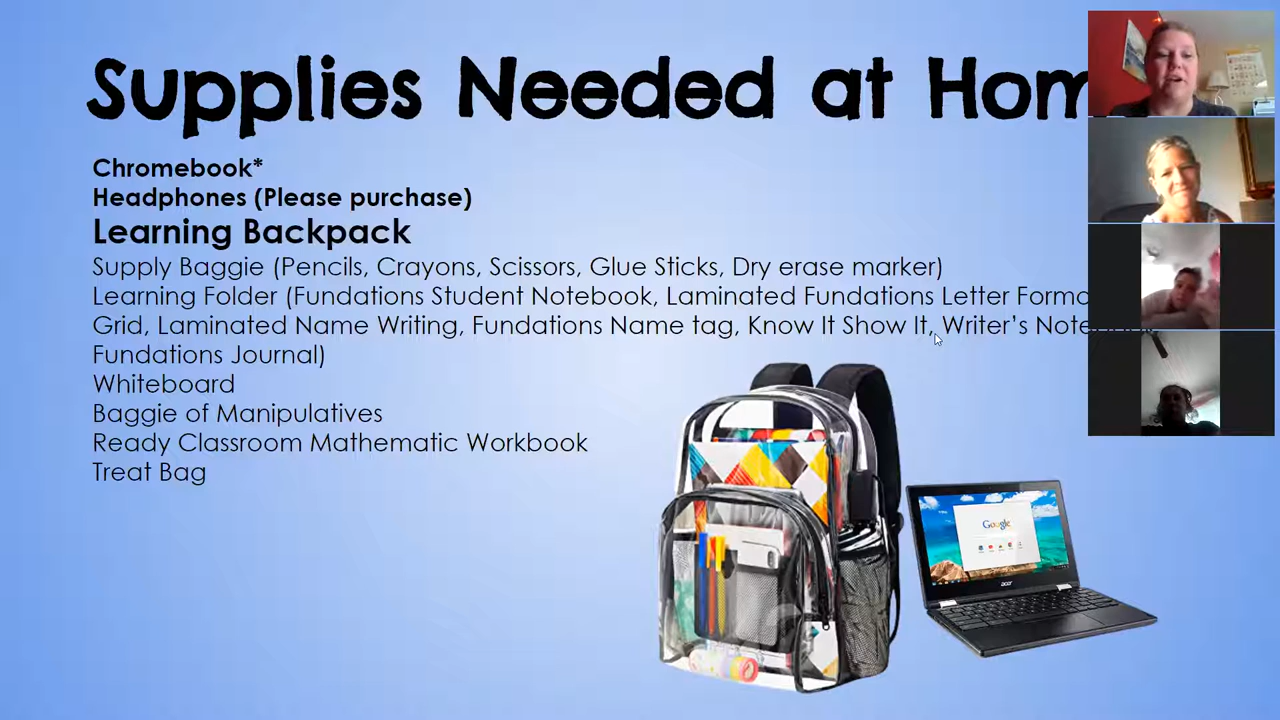 Supplies Needed at Hom
Chromebook*
Headphones (Please purchase)
Learning Backpack
Supply Baggie (Pencils, Crayons, Scissors, Glue Sticks, Dry erase marker)
Learning Folder (Fundations Student Notebook, Laminated Fundations Letter Forma
Grid, Laminated Name Writing, Fundations Name tag, Know It Show It, Writer's
Fundations Journal)
Whiteboard
Baggie of Manipulatives
Ready Classroom Mathematic Workbook
Treat Bag
Google
acer